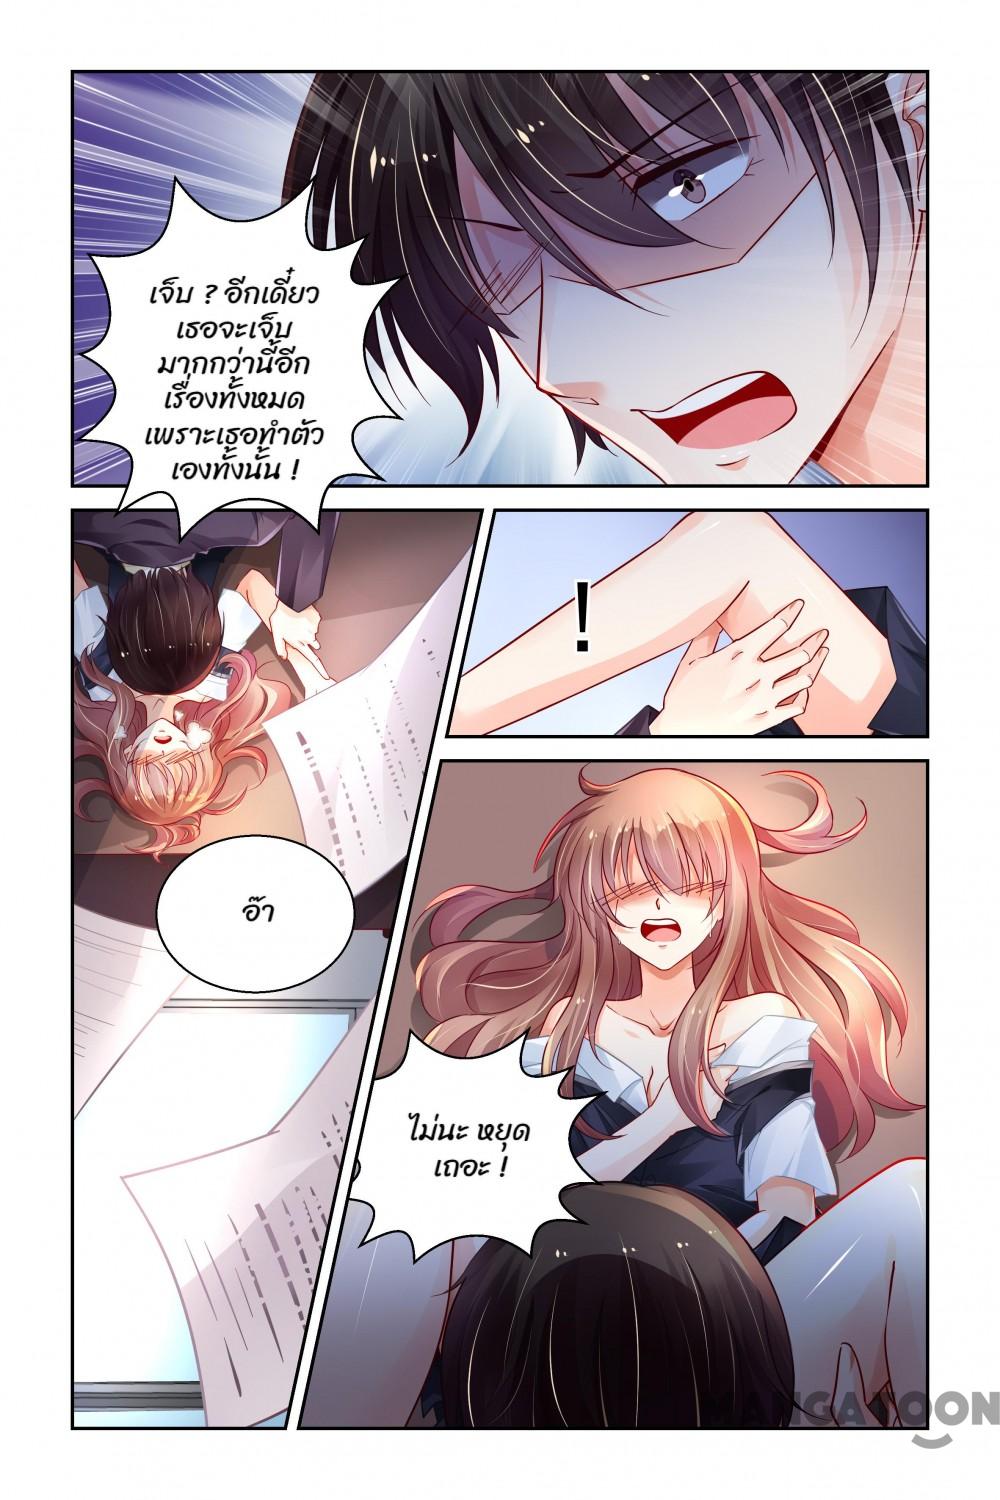 เจ็บ ? อีกเดี๋ยว
เธอจะเจ็บ
มากกว่านี้อีก
เรื่องทั้งหมด
เพราะเธอทำตัว
เองทั้งนั้น !
!
อ๊า
ไม่นะ หยุด
เถอะ !
MANGATOON